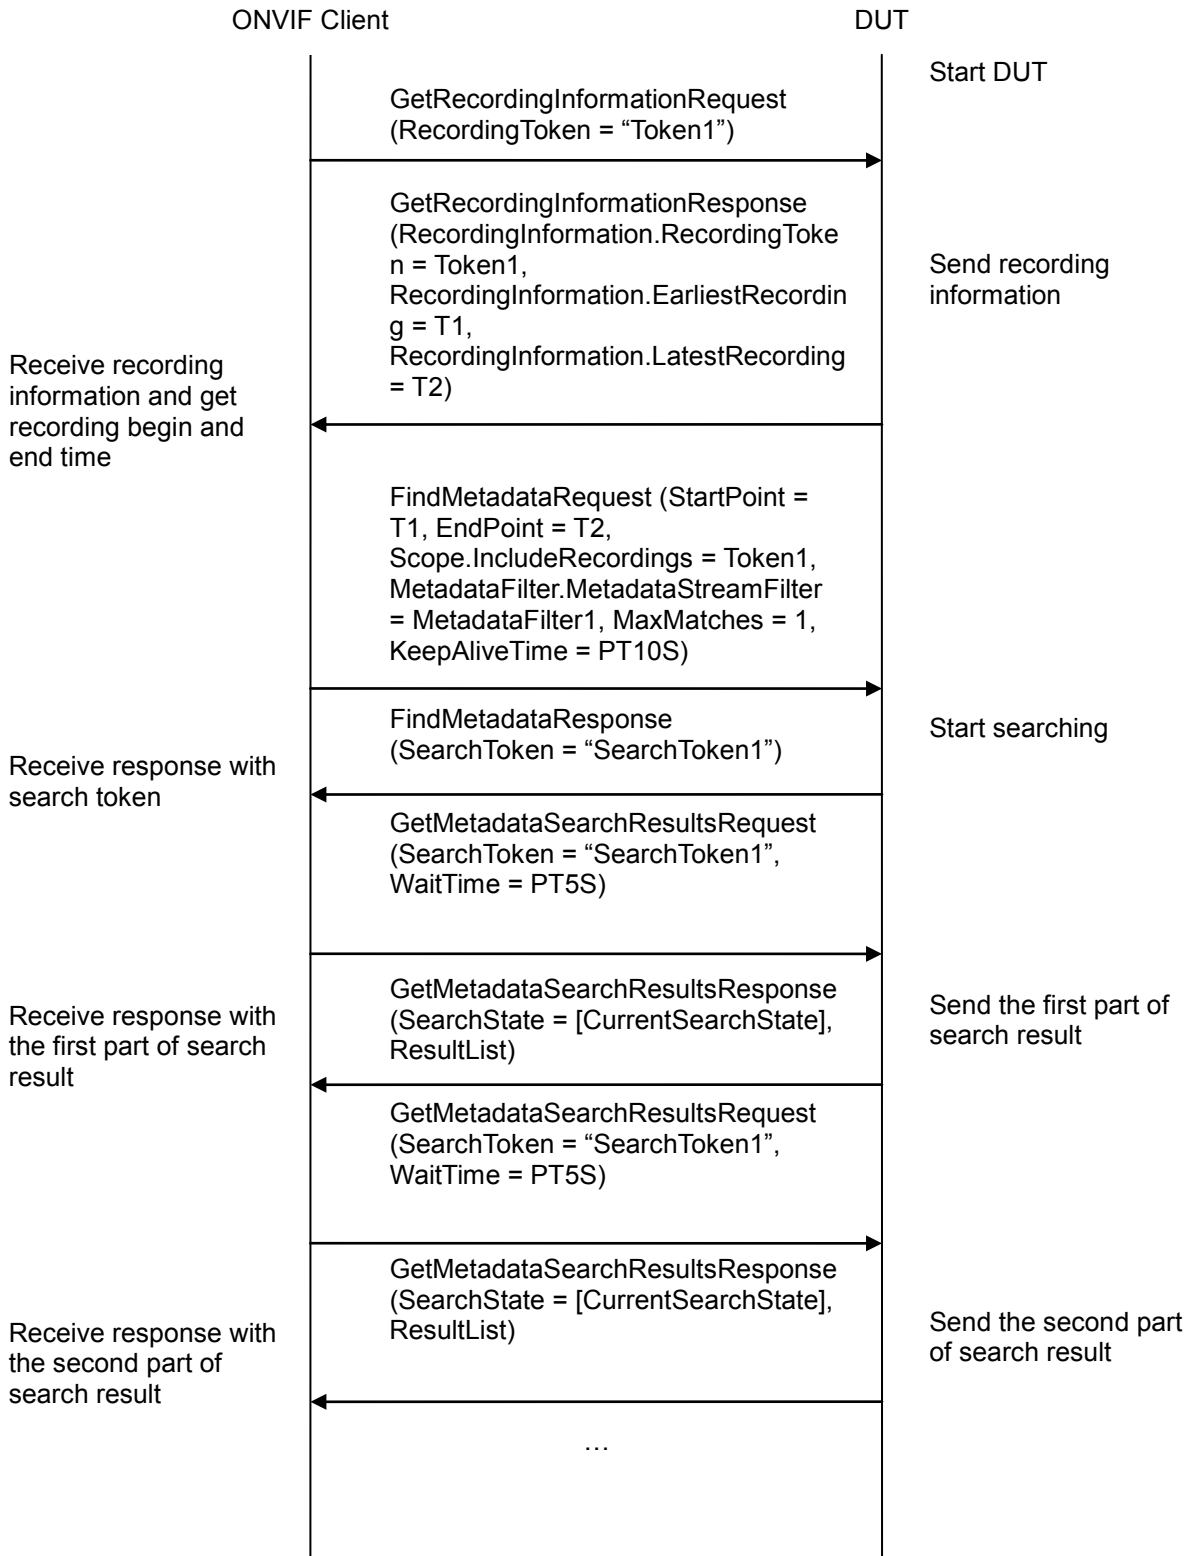 ONVIF Client
DUT
Start DUT
GetRecordingInformationRequest
(RecordingToken = “Token1”)
GetRecordingInformationResponse
(RecordingInformation.RecordingToke
n = Token1,
RecordingInformation.EarliestRecordin
g = T1,
RecordingInformation.LatestRecording
= T2)
Send recording
information
Receive recording
information and get
recording begin and
end time
FindMetadataRequest (StartPoint =
T1, EndPoint = T2,
Scope.IncludeRecordings = Token1,
MetadataFilter.MetadataStreamFilter
= MetadataFilter1, MaxMatches = 1,
KeepAliveTime = PT10S)
FindMetadataResponse
(SearchToken = “SearchToken1”)
Start searching
Receive response with
search token
GetMetadataSearchResultsRequest
(SearchToken = “SearchToken1”,
WaitTime = PT5S)
GetMetadataSearchResultsResponse
(SearchState = [CurrentSearchState],
ResultList)
Send the first part of
search result
Receive response with
the first part of search
result
GetMetadataSearchResultsRequest
(SearchToken = “SearchToken1”,
WaitTime = PT5S)
GetMetadataSearchResultsResponse
(SearchState = [CurrentSearchState],
ResultList)
Send the second part
of search result
Receive response with
the second part of
search result
…